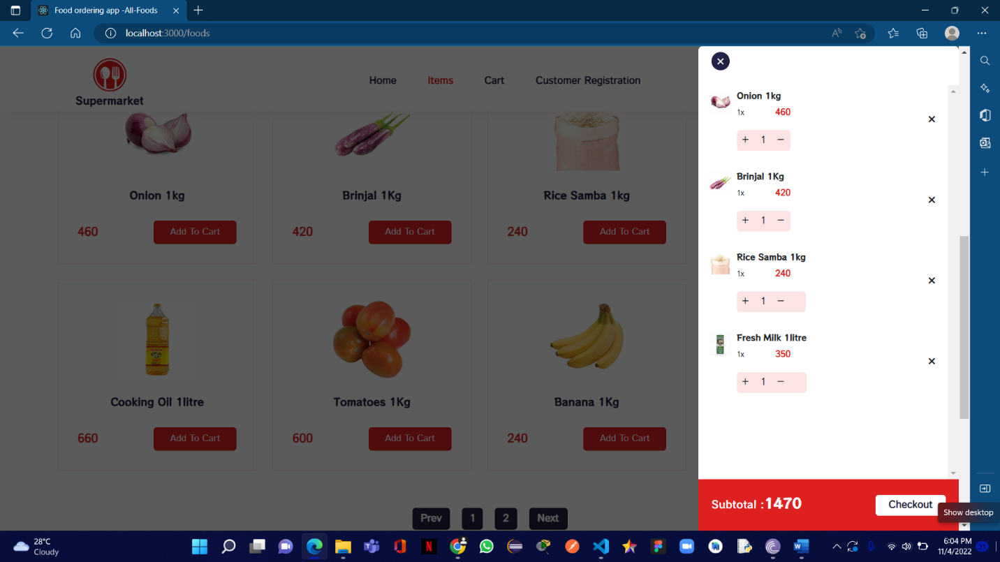 Food ordering app -All-Foods
localhost:3000/foods
Supermarket
Home Items Cart Customer Registration
Onion 1kg
460 Add To Cart
Brinjal 1Kg
420 Add To Cart
Rice Samba 1kg
240 Add To Cart
Cooking Oil 1litre
660 Add To Cart
Tomatoes 1Kg
600 Add To Cart
Banana 1Kg
240 Add To Cart
Prev 1 2 Next
Onion 1kg
1x 460
+ 1 −
Brinjal 1Kg
1x 420
+ 1 −
Rice Samba 1kg
1x 240
+ 1 −
Fresh Milk 1litre
1x 350
+ 1 −
Subtotal :1470
Checkout
Show desktop
28°C
Cloudy
6:04 PM
11/4/2022
21